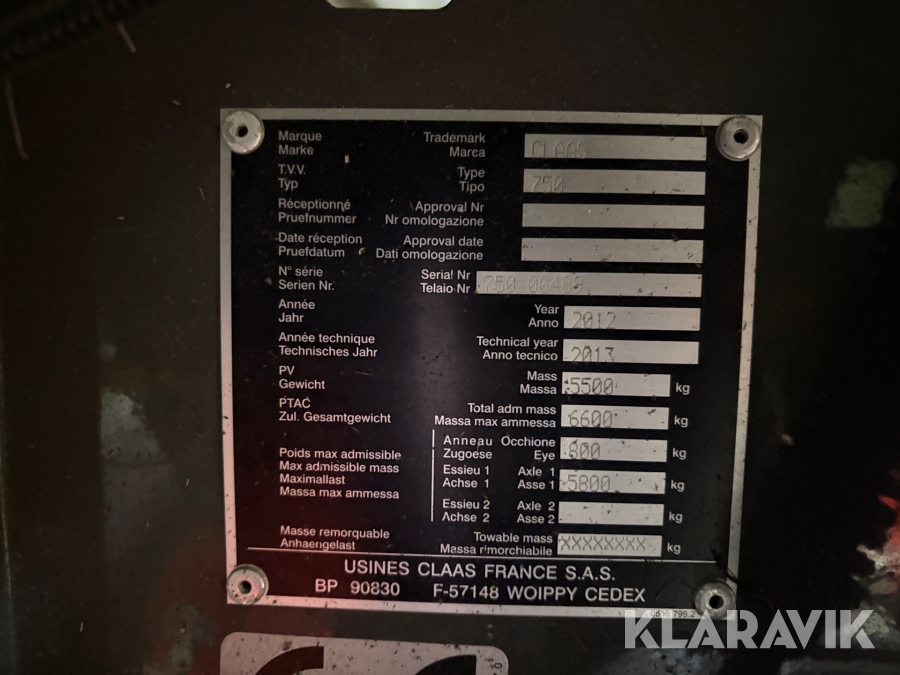 Marque Trademark CLAAS
Marke Marca
T.V.V. Type 750
Typ Tipo
Réceptionné Approval Nr
Pruefnummer Nr omologazione
Date réception Approval date
Pruefdatum Dati omologazione
N° série Serial Nr 750 00489
Serien Nr. Telaio Nr
Année Year 2012
Jahr Anno
Année technique Technical year 2013
Technisches Jahr Anno tecnico
PV Mass 5500 kg
Gewicht Massa
PTAC Total adm mass 6600 kg
Zul. Gesamtgewicht Massa max ammessa
Anneau Occhione 800 kg
Zugoese Eye
Poids max admissible
Max admissible mass
Maximallast
Massa max ammessa
Essieu 1 Axle 1 5800 kg
Achse 1 Asse 1
Essieu 2 Axle 2 kg
Achse 2 Asse 2
Masse remorquable Towable mass XXXXXXXX kg
Anhaengelast Massa rimorchiabile
USINES CLAAS FRANCE S.A.S.
BP 90830 F-57148 WOIPPY CEDEX
KLARAVIK